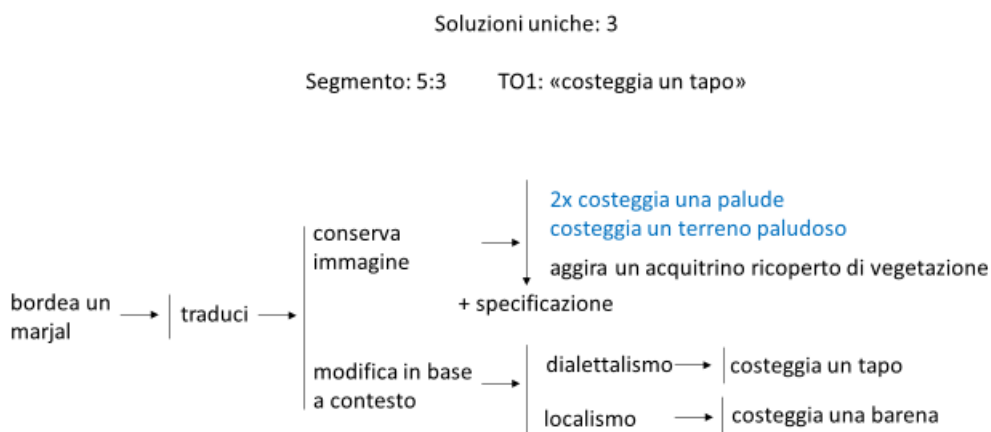 Soluzioni uniche: 3
Segmento: 5:3 TO1: «costeggia un tapo»
bordea un
marjal
traduci
conserva
immagine
2x costeggia una palude
costeggia un terreno paludoso
aggira un acquitrino ricoperto di vegetazione
+ specificazione
modifica in base
a contesto
dialettalismo
costeggia un tapo
localismo
costeggia una barena